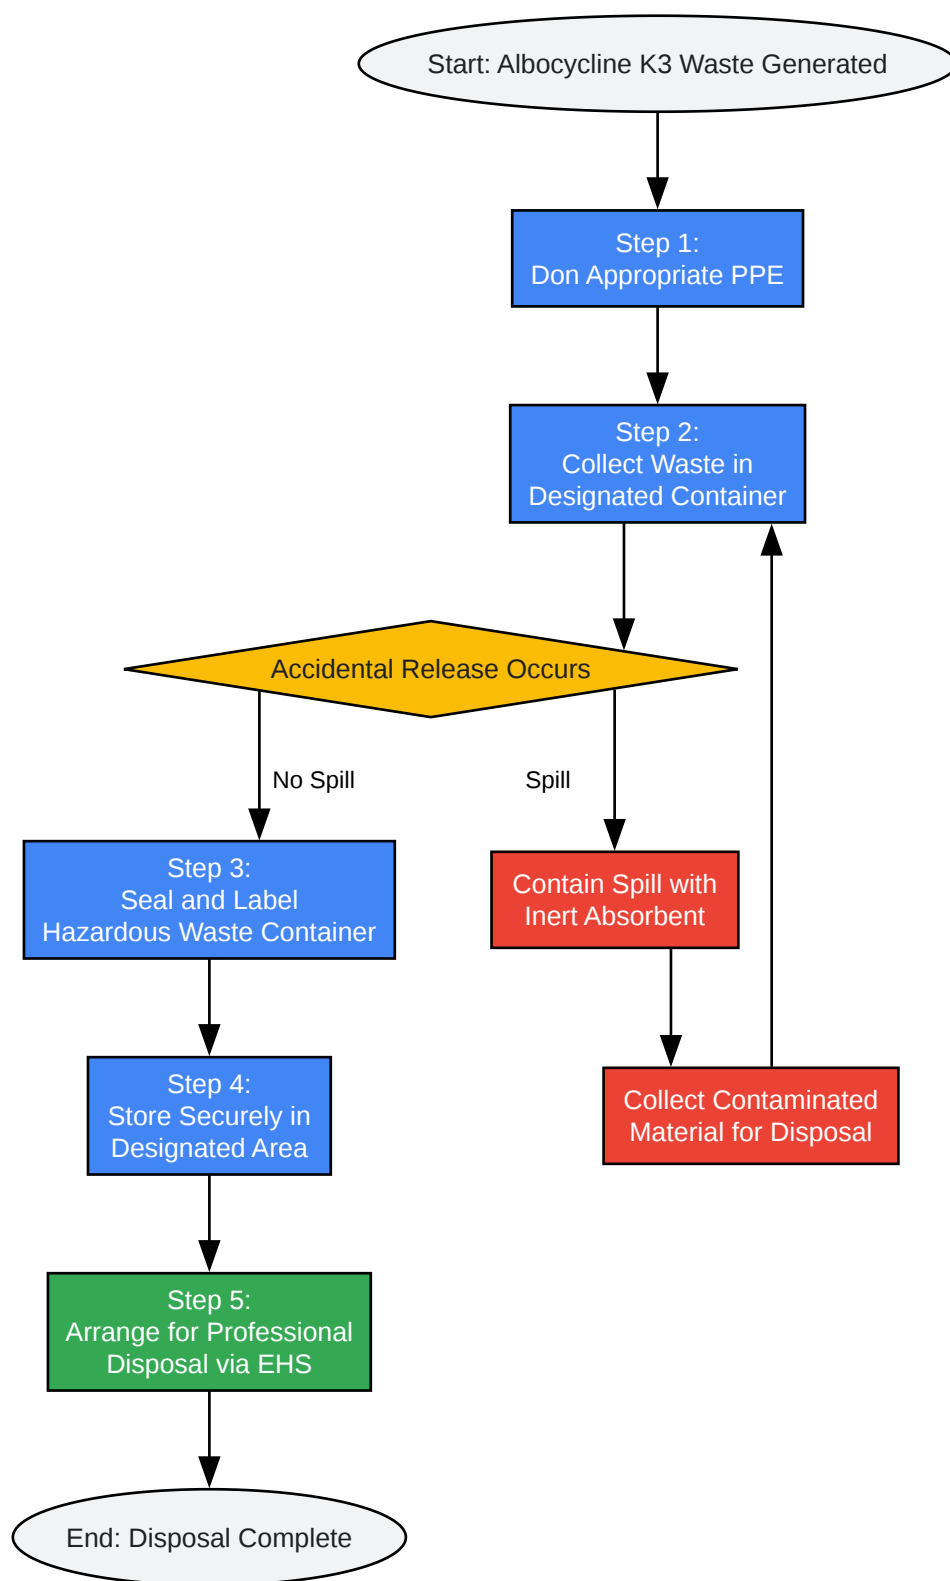 Start: Albocycline K3 Waste Generated
Step 1:
Don Appropriate PPE
Step 2:
Collect Waste in
Designated Container
Accidental Release Occurs
No Spill
Spill
Step 3:
Seal and Label
Hazardous Waste Container
Contain Spill with
Inert Absorbent
Step 4:
Store Securely in
Designated Area
Collect Contaminated
Material for Disposal
Step 5:
Arrange for Professional
Disposal via EHS
End: Disposal Complete